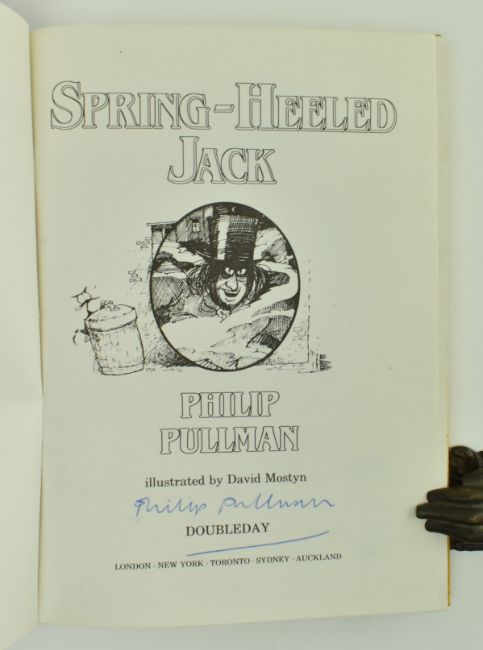 SPRING-HEELED
JACK
PHILIP
PULLMAN
illustrated by David Mostyn
Philip Pullman
DOUBLEDAY
LONDON · NEW YORK · TORONTO · SYDNEY · AUCKLAND